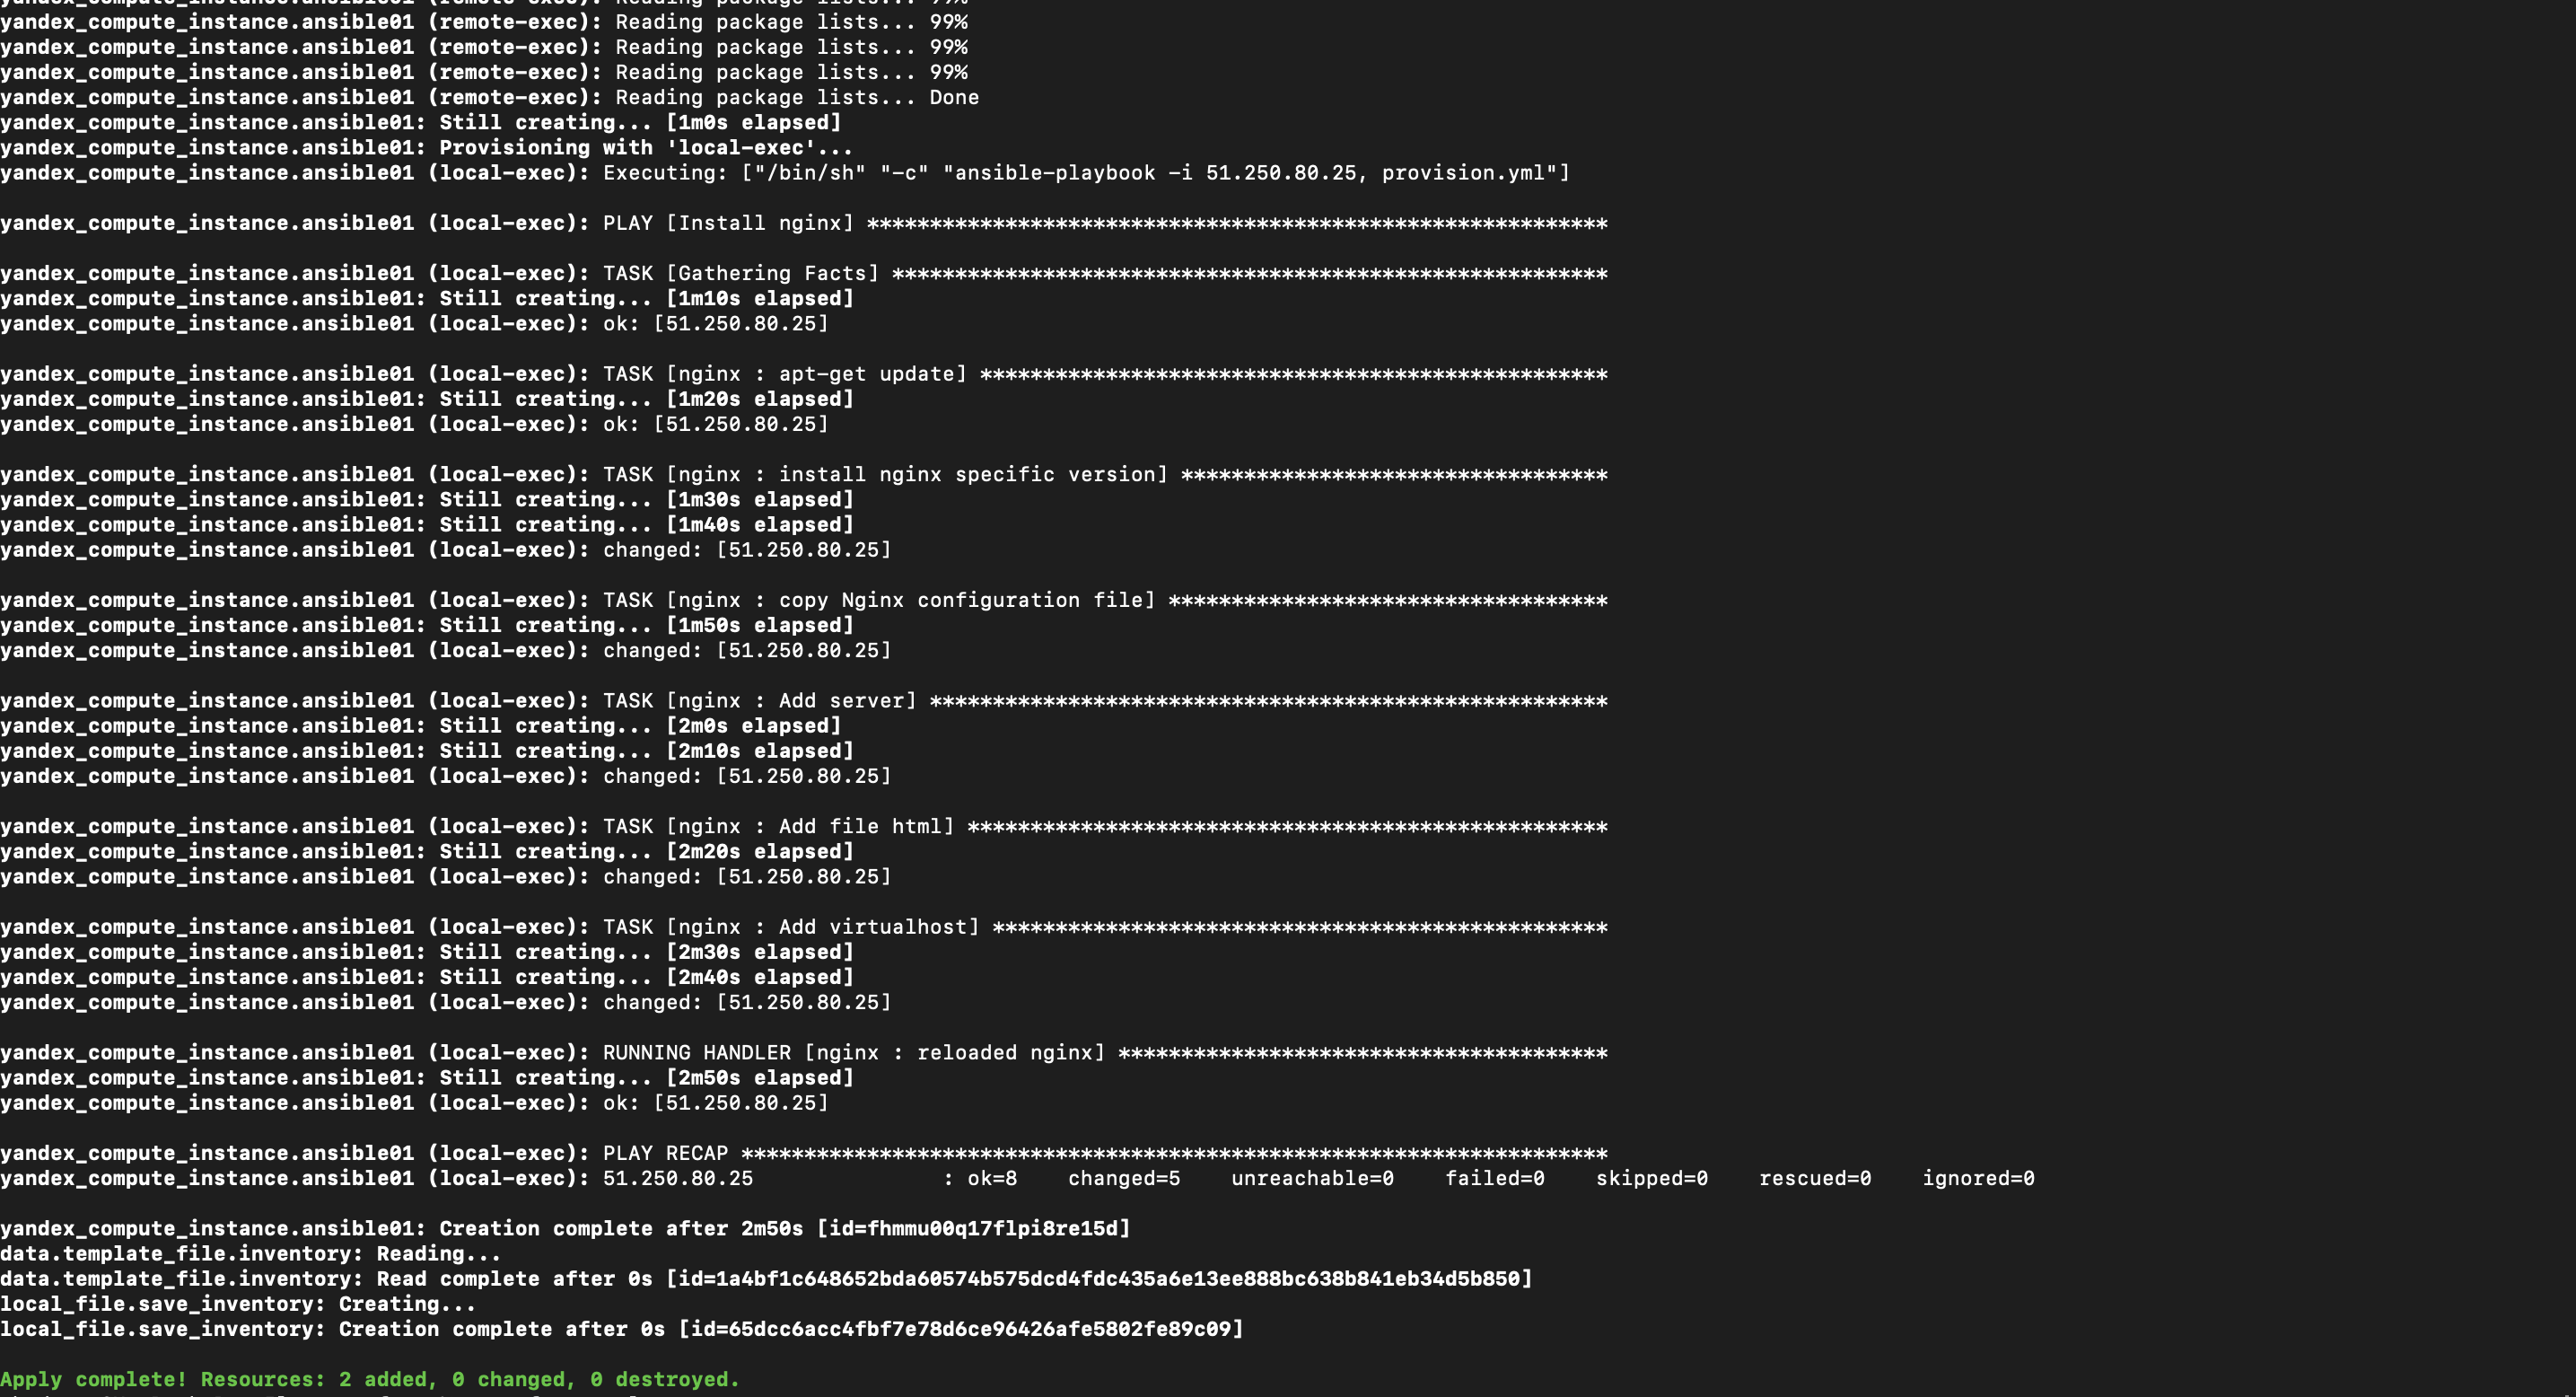 yandex_compute_instance.ansible01 (remote-exec): Reading package lists... 99%
yandex_compute_instance.ansible01 (remote-exec): Reading package lists... 99%
yandex_compute_instance.ansible01 (remote-exec): Reading package lists... 99%
yandex_compute_instance.ansible01 (remote-exec): Reading package lists... 99%
yandex_compute_instance.ansible01 (remote-exec): Reading package lists... Done
yandex_compute_instance.ansible01: Still creating... [1m0s elapsed]
yandex_compute_instance.ansible01: Provisioning with 'local-exec'...
yandex_compute_instance.ansible01 (local-exec): Executing: ["/bin/sh" "-c" "ansible-playbook -i 51.250.80.25, provision.yml"]
yandex_compute_instance.ansible01 (local-exec): PLAY [Install nginx] ***********************************************************
yandex_compute_instance.ansible01 (local-exec): TASK [Gathering Facts] *********************************************************
yandex_compute_instance.ansible01: Still creating... [1m10s elapsed]
yandex_compute_instance.ansible01 (local-exec): ok: [51.250.80.25]
yandex_compute_instance.ansible01 (local-exec): TASK [nginx : apt-get update] **************************************************
yandex_compute_instance.ansible01: Still creating... [1m20s elapsed]
yandex_compute_instance.ansible01 (local-exec): ok: [51.250.80.25]
yandex_compute_instance.ansible01 (local-exec): TASK [nginx : install nginx specific version] **********************************
yandex_compute_instance.ansible01: Still creating... [1m30s elapsed]
yandex_compute_instance.ansible01: Still creating... [1m40s elapsed]
yandex_compute_instance.ansible01 (local-exec): changed: [51.250.80.25]
yandex_compute_instance.ansible01 (local-exec): TASK [nginx : copy Nginx configuration file] ***********************************
yandex_compute_instance.ansible01: Still creating... [1m50s elapsed]
yandex_compute_instance.ansible01 (local-exec): changed: [51.250.80.25]
yandex_compute_instance.ansible01 (local-exec): TASK [nginx : Add server] ******************************************************
yandex_compute_instance.ansible01: Still creating... [2m0s elapsed]
yandex_compute_instance.ansible01: Still creating... [2m10s elapsed]
yandex_compute_instance.ansible01 (local-exec): changed: [51.250.80.25]
yandex_compute_instance.ansible01 (local-exec): TASK [nginx : Add file html] ***************************************************
yandex_compute_instance.ansible01: Still creating... [2m20s elapsed]
yandex_compute_instance.ansible01 (local-exec): changed: [51.250.80.25]
yandex_compute_instance.ansible01 (local-exec): TASK [nginx : Add virtualhost] *************************************************
yandex_compute_instance.ansible01: Still creating... [2m30s elapsed]
yandex_compute_instance.ansible01: Still creating... [2m40s elapsed]
yandex_compute_instance.ansible01 (local-exec): changed: [51.250.80.25]
yandex_compute_instance.ansible01 (local-exec): RUNNING HANDLER [nginx : reloaded nginx] ***************************************
yandex_compute_instance.ansible01: Still creating... [2m50s elapsed]
yandex_compute_instance.ansible01 (local-exec): ok: [51.250.80.25]
yandex_compute_instance.ansible01 (local-exec): PLAY RECAP *********************************************************************
yandex_compute_instance.ansible01 (local-exec): 51.250.80.25               : ok=8    changed=5    unreachable=0    failed=0    skipped=0    rescued=0    ignored=0
yandex_compute_instance.ansible01: Creation complete after 2m50s [id=fhmmu00q17flpi8re15d]
data.template_file.inventory: Reading...
data.template_file.inventory: Read complete after 0s [id=1a4bf1c648652bda60574b575dcd4fdc435a6e13ee888bc638b841eb34d5b850]
local_file.save_inventory: Creating...
local_file.save_inventory: Creation complete after 0s [id=65dcc6acc4fbf7e78d6ce96426afe5802fe89c09]
Apply complete! Resources: 2 added, 0 changed, 0 destroyed.